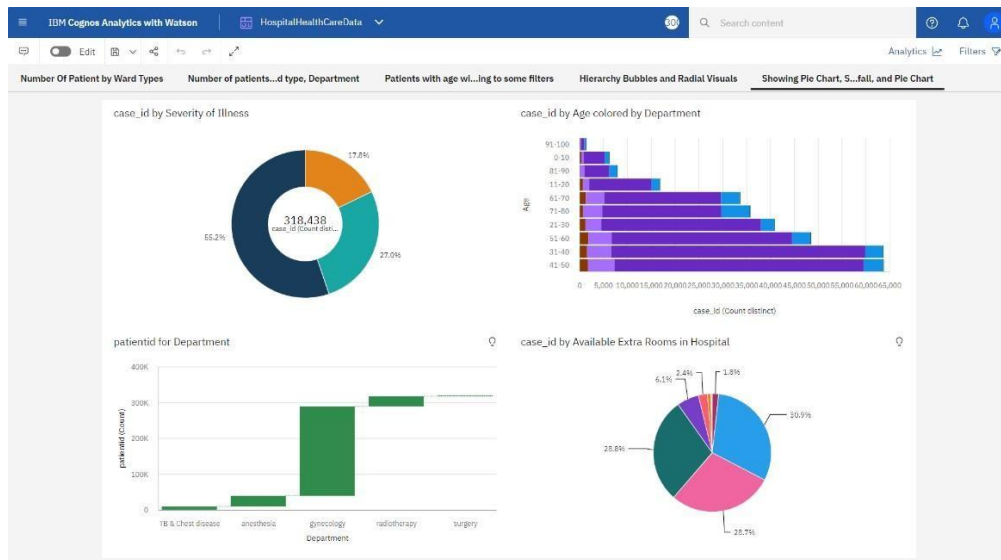 IBM Cognos Analytics with Watson
HospitalHealthCareData
30
Search content
Edit
Analytics
Filters
Number Of Patient by Ward Types
Number of patients...d type, Department
Patients with age wi...ing to some filters
Hierarchy Bubbles and Radial Visuals
Showing Pie Chart, S...fall, and Pie Chart
case_id by Severity of Illness
17.8%
318,438
case_id (Count disti...
55.2%
27.0%
case_id by Age colored by Department
91-100
0-10
81-90
11-20
61-70
71-80
21-30
51-60
31-40
41-50
Age
0 5,000 10,000 15,000 20,000 25,000 30,000 35,000 40,000 45,000 50,000 55,000 60,000 65,000
case_id (Count distinct)
patientid for Department
400K
300K
200K
100K
0
patientid (Count)
TB & Chest disease anesthesia gynecology radiotherapy surgery
Department
case_id by Available Extra Rooms in Hospital
2.4%
1.8%
6.1%
30.9%
28.8%
28.7%